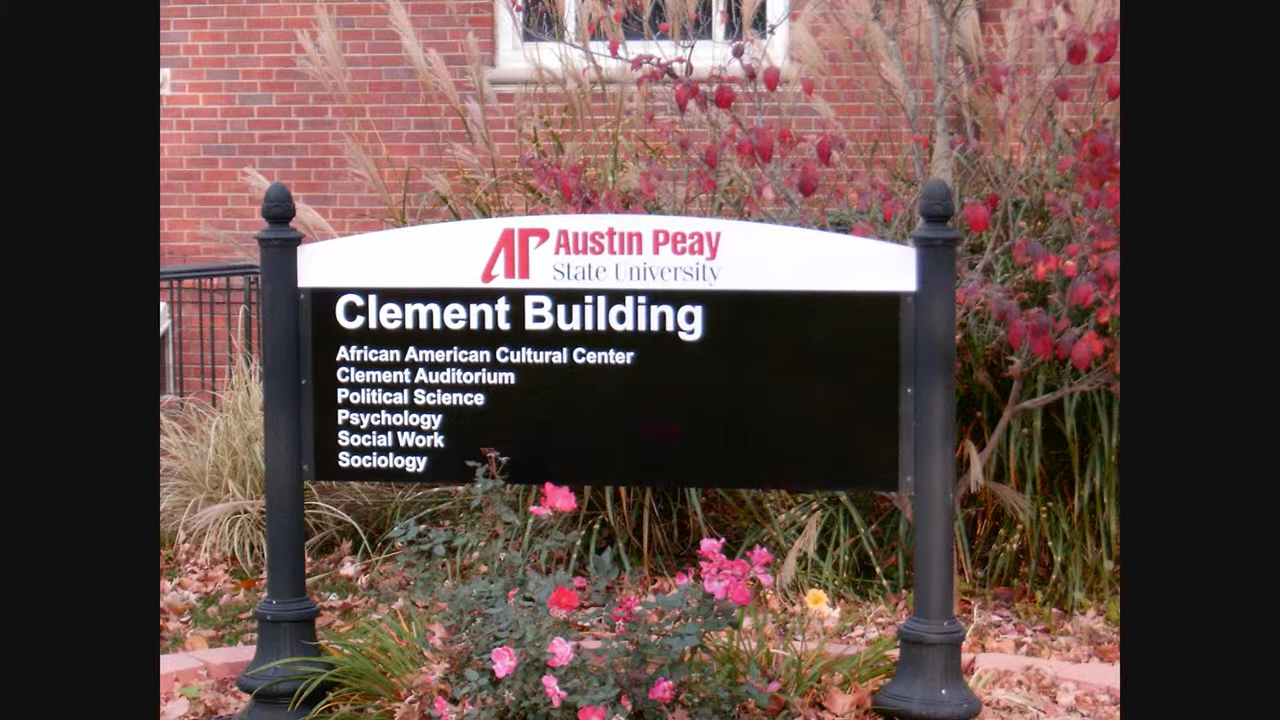 AP Austin Peay
State University
Clement Building
African American Cultural Center
Clement Auditorium
Political Science
Psychology
Social Work
Sociology